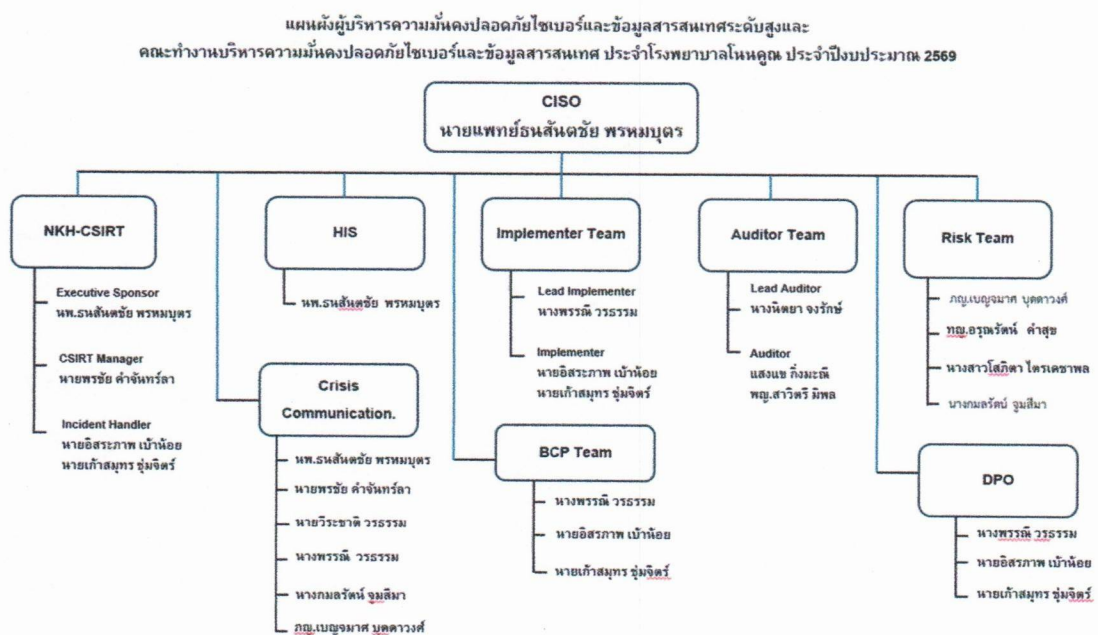 แผนผังผู้บริหารความมั่นคงปลอดภัยไซเบอร์และข้อมูลสารสนเทศระดับสูงและ
คณะทำงานบริหารความมั่นคงปลอดภัยไซเบอร์และข้อมูลสารสนเทศ ประจำโรงพยาบาลโนนคูณ ประจำปีงบประมาณ 2569
CISO
นายแพทย์ธนสันตชัย พรหมบุตร
NKH-CSIRT
Executive Sponsor
นพ.ธนสันตชัย พรหมบุตร
CSIRT Manager
นายพรชัย คำจันทร์ลา
Incident Handler
นายอิสระภาพ เบ้าน้อย
นายเก้าสมุทร ชุ่มจิตร์
HIS
นพ.ธนสันตชัย พรหมบุตร
Crisis
Communication.
นพ.ธนสันตชัย พรหมบุตร
นายพรชัย คำจันทร์ลา
นายวีระชาติ วรธรรม
นางพรรณี วรธรรม
นางกมลรัตน์ จูมสีมา
ภญ.เบญจมาศ บุดดาวงศ์
Implementer Team
Lead Implementer
นางพรรณี วรธรรม
Implementer
นายอิสระภาพ เบ้าน้อย
นายเก้าสมุทร ชุ่มจิตร์
BCP Team
นางพรรณี วรธรรม
นายอิสรภาพ เบ้าน้อย
นายเก้าสมุทร ชุ่มจิตร์
Auditor Team
Lead Auditor
นางนิตยา จงรักษ์
Auditor
แสงแข กิ่งมะณี
พญ.สาวิตรี มิพล
Risk Team
ภญ.เบญจมาศ บุดดาวงศ์
ทญ.อรุณรัตน์ คำสุข
นางสาวโสภิตา ไตรเดชาพล
นางกมลรัตน์ จูมสีมา
DPO
นางพรรณี วรธรรม
นายอิสรภาพ เบ้าน้อย
นายเก้าสมุทร ชุ่มจิตร์